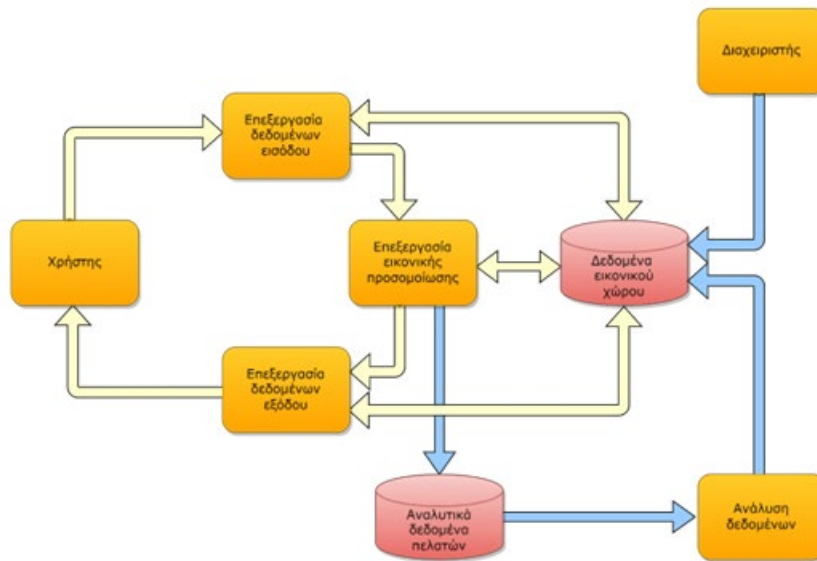 Διαχειριστής
Επεξεργασία
δεδομένων
εισόδου
Χρήστης
Επεξεργασία
εικονικής
προσομοίωσης
Δεδομένα
εικονικού
χώρου
Επεξεργασία
δεδομένων
εξόδου
Αναλυτικά
δεδομένα
πελατών
Ανάλυση
δεδομένων